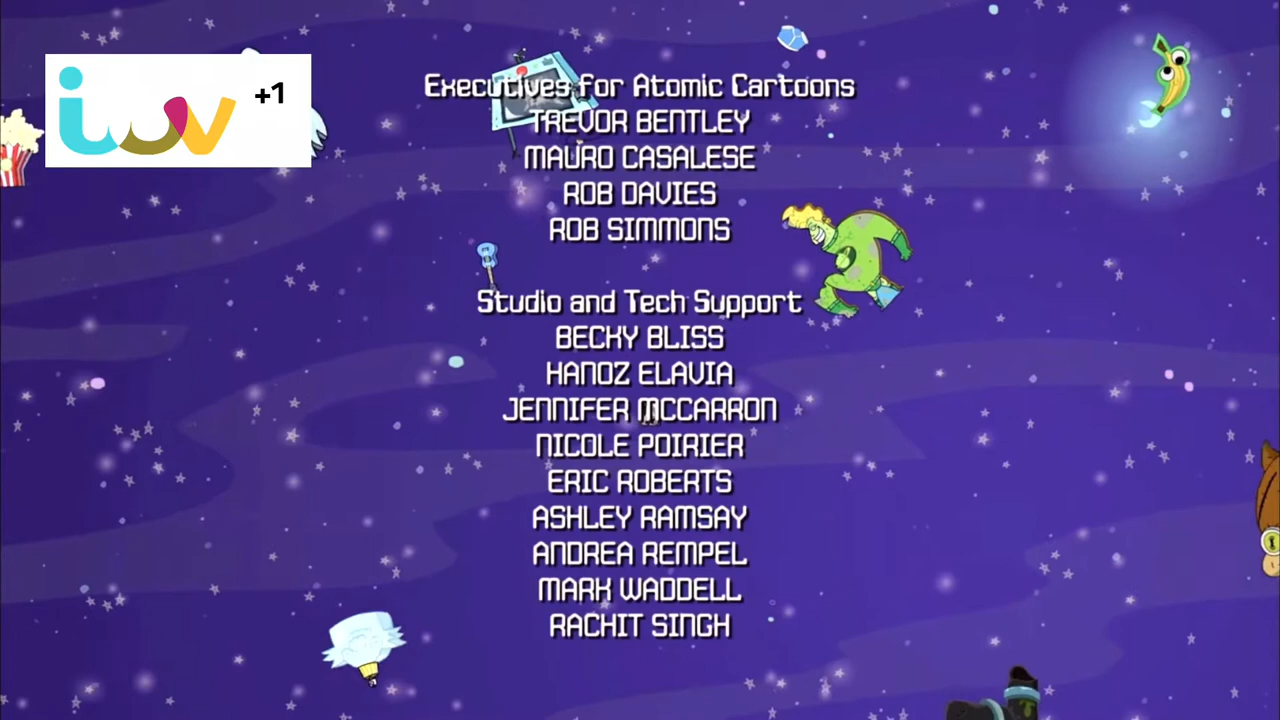 itv
+1
Executives for Atomic Cartoons
TREVOR BENTLEY
MAURO CASALESE
ROB DAVIES
ROB SIMMONS
Studio and Tech Support
BECKY BLISS
HANOZ ELAVIA
JENNIFER MCCARRON
NICOLE POIRIER
ERIC ROBERTS
ASHLEY RAMSAY
ANDREA REMPEL
MARK WADDELL
RACHIT SINGH